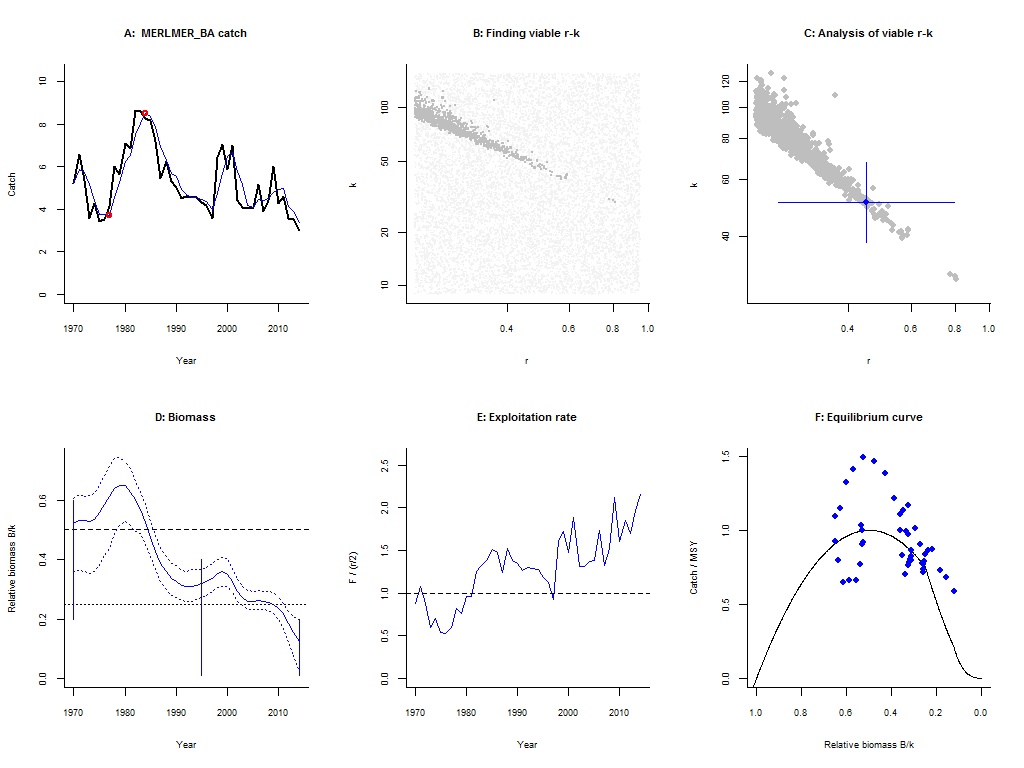 A: MERLMER_BA catch
Catch
10
8
6
4
2
0
1970 1980 1990 2000 2010
Year
B: Finding viable r-k
k
100
50
20
10
0.4 0.6 0.8 1.0
r
C: Analysis of viable r-k
k
120
100
80
60
40
0.4 0.6 0.8 1.0
r
D: Biomass
Relative biomass B/k
0.6
0.4
0.2
0.0
1970 1980 1990 2000 2010
Year
E: Exploitation rate
F / (r/2)
2.5
2.0
1.5
1.0
0.5
0.0
1970 1980 1990 2000 2010
Year
F: Equilibrium curve
Catch / MSY
1.5
1.0
0.5
0.0
1.0 0.8 0.6 0.4 0.2 0.0
Relative biomass B/k